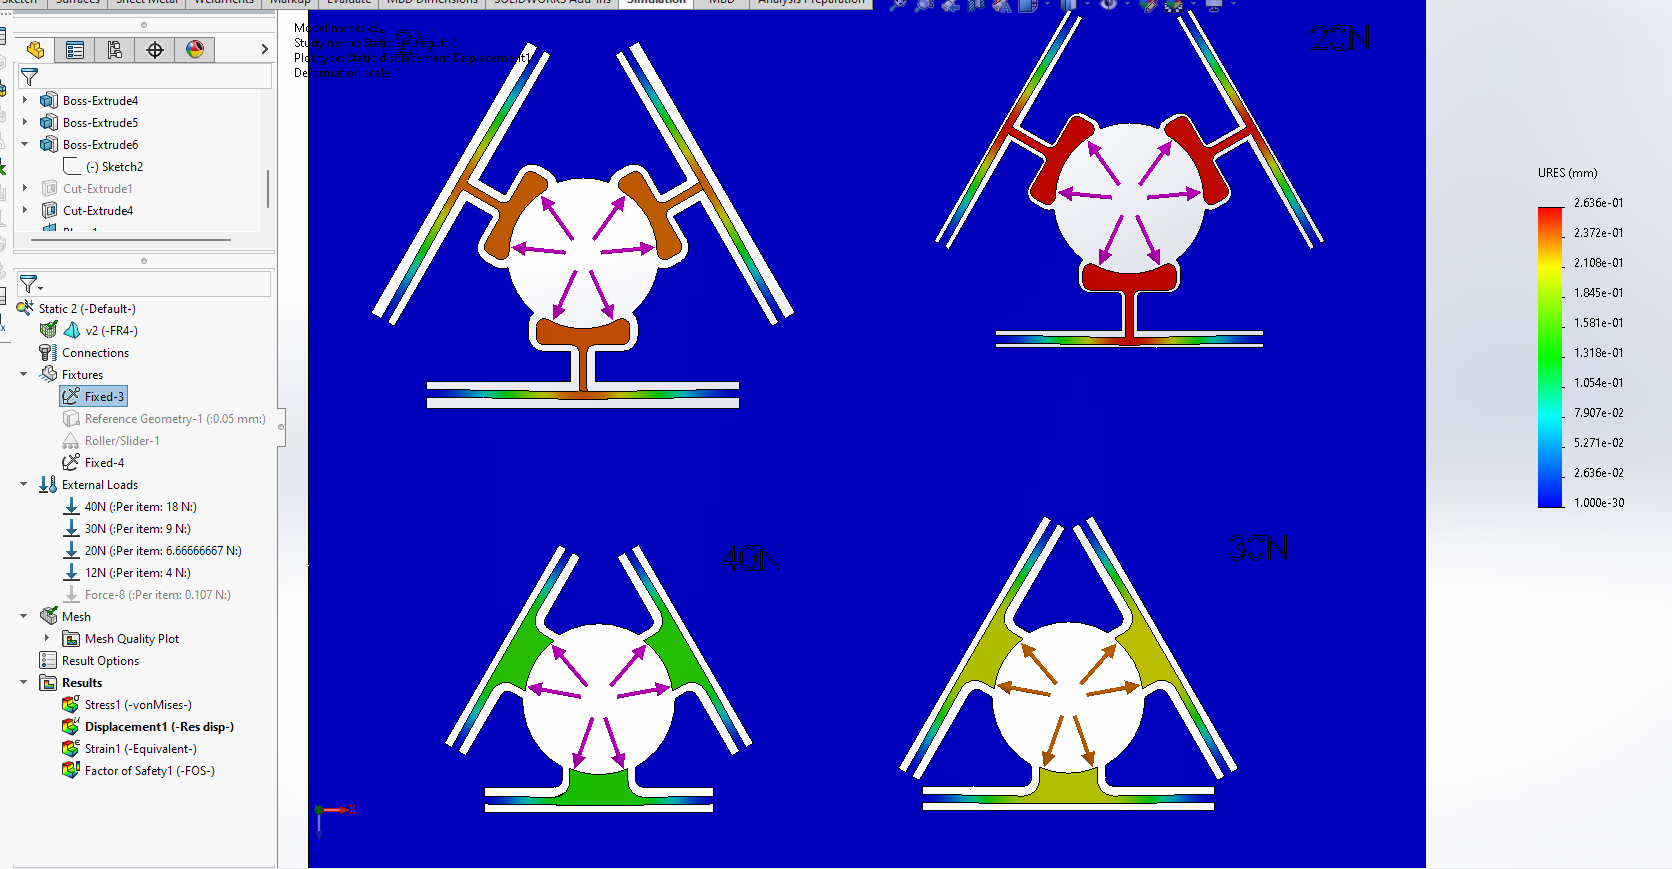 Sketch Surfaces Sheet Metal Weldments Markup Evaluate MBD Dimensions SOLIDWORKS Add-Ins Simulation MBD Analysis Preparation
Boss-Extrude4
Boss-Extrude5
Boss-Extrude6
(-) Sketch2
Cut-Extrude1
Cut-Extrude4
Static 2 (-Default-)
v2 (-FR4-)
Connections
Fixtures
Fixed-3
Reference Geometry-1 (:0.05 mm:)
Roller/Slider-1
Fixed-4
External Loads
40N (:Per item: 18 N:)
30N (:Per item: 9 N:)
20N (:Per item: 6.66666667 N:)
12N (:Per item: 4 N:)
Force-8 (:Per item: 0.107 N:)
Mesh
Mesh Quality Plot
Result Options
Results
Stress1 (-vonMises-)
Displacement1 (-Res disp-)
Strain1 (-Equivalent-)
Factor of Safety1 (-FOS-)
Model name: v2
Study name: Static 2(-Default-)
Plot type: Static displacement Displacement1
Deformation scale:
20N
40N
30N
X
URES (mm)
2.636e-01
2.372e-01
2.108e-01
1.845e-01
1.581e-01
1.318e-01
1.054e-01
7.907e-02
5.271e-02
2.636e-02
1.000e-30